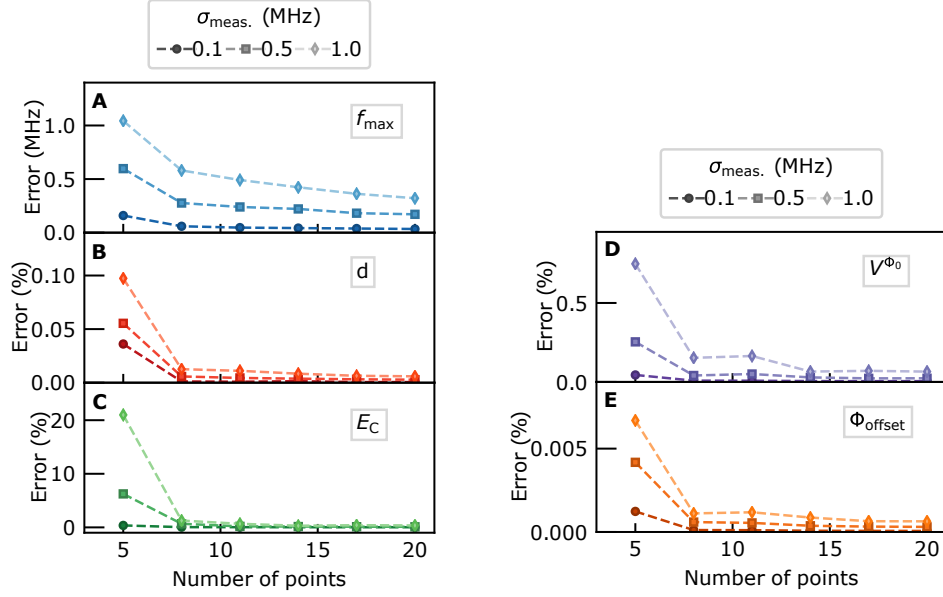 σmeas. (MHz)
0.1 0.5 1.0
A
fmax
Error (MHz)
1.0
0.5
0.0
B
d
Error (%)
0.10
0.05
0.00
C
EC
Error (%)
20
10
0
5 10 15 20
Number of points
σmeas. (MHz)
0.1 0.5 1.0
D
VΦ0
Error (%)
0.5
0.0
E
Φoffset
Error (%)
0.005
0.000
5 10 15 20
Number of points